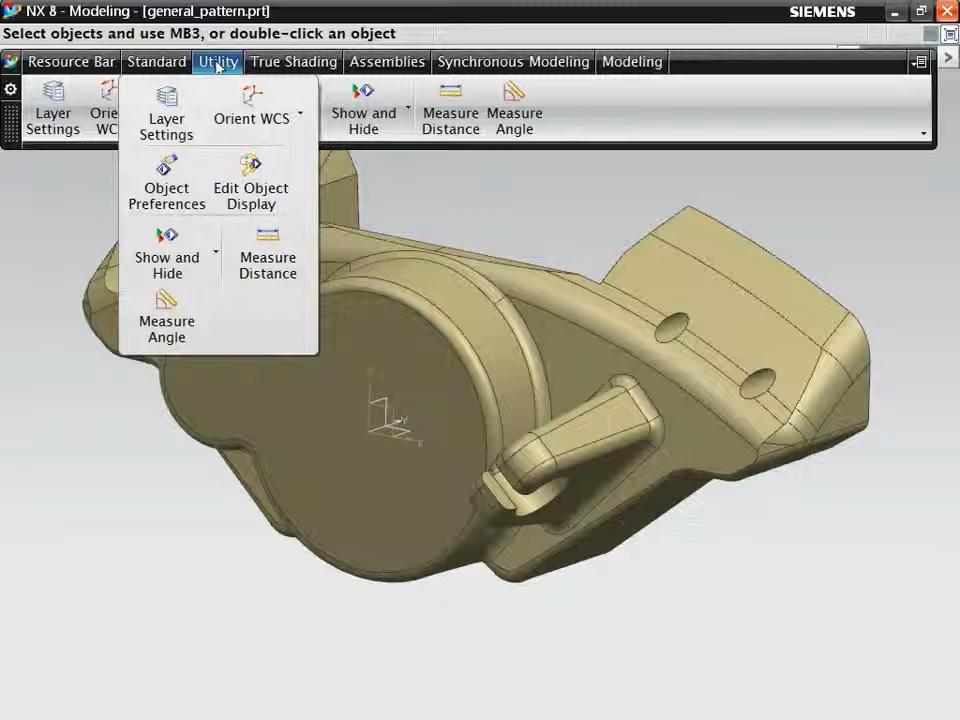 NX 8 - Modeling - [general_pattern.prt]
SIEMENS
Select objects and use MB3, or double-click an object
Resource Bar Standard Utility True Shading Assemblies Synchronous Modeling Modeling
Layer
Settings
Orie
WC
Show and
Hide
Measure
Distance
Measure
Angle
Layer
Settings
Orient WCS
Object
Preferences
Edit Object
Display
Show and
Hide
Measure
Distance
Measure
Angle
Y
X